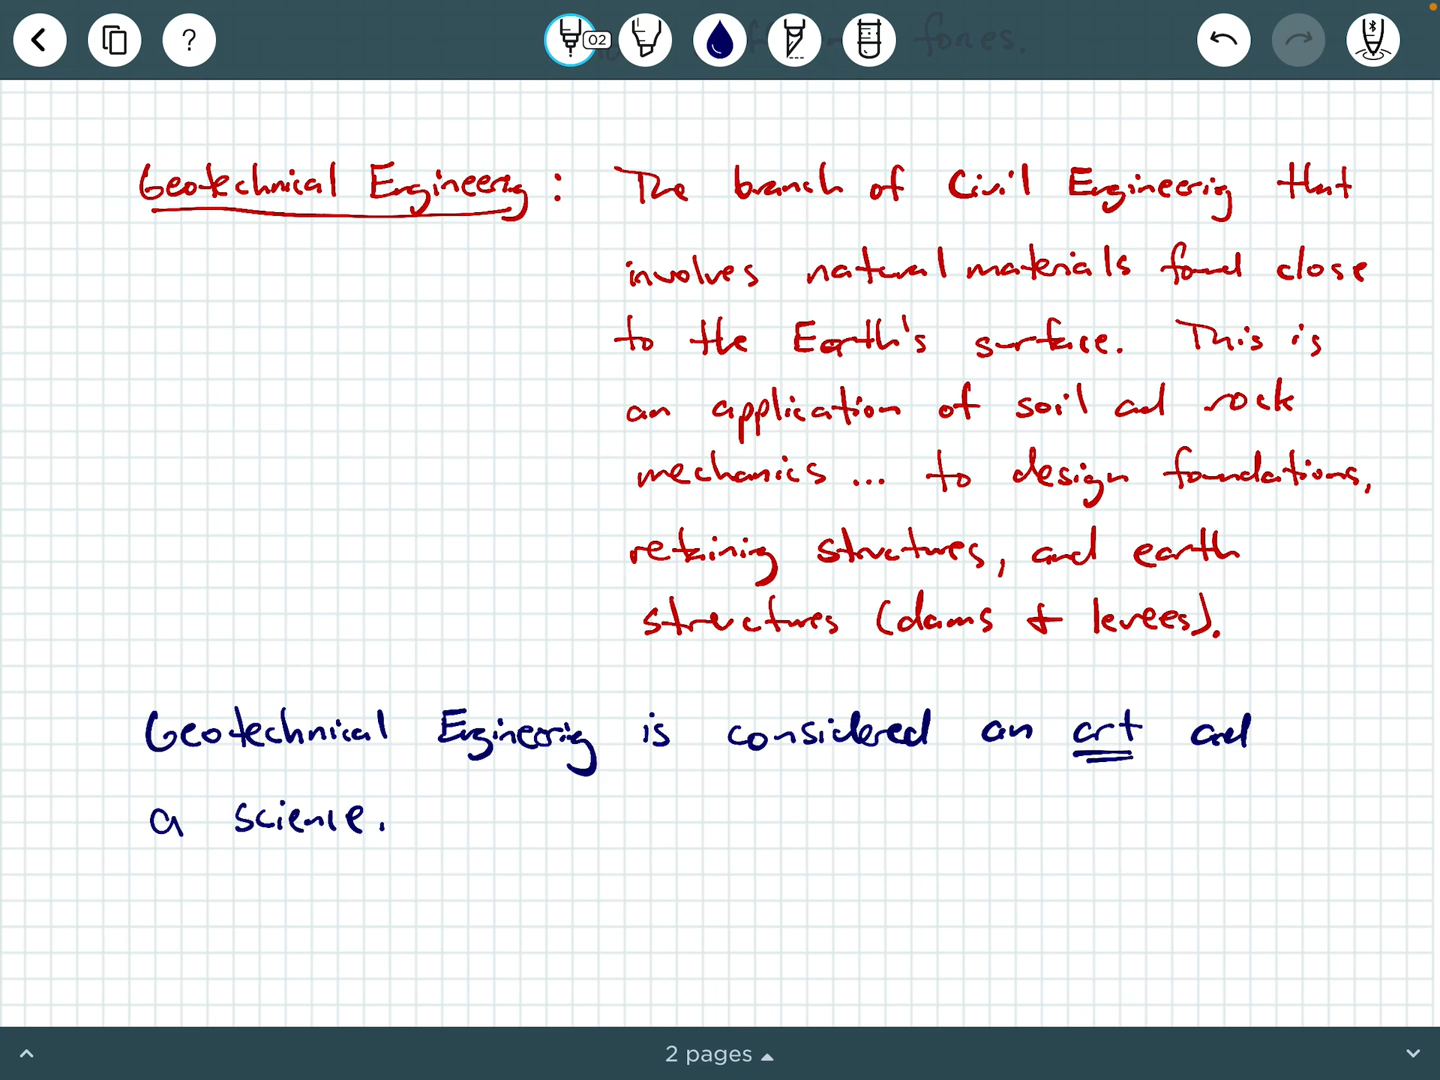 02
fones.
?
Geotechnical Engineering : The branch of Civil Engineering that
involves natural materials found close
to the Earth's surface. This is
an application of soil and rock
mechanics ... to design foundations,
retaining structures, and earth
structures (dams & levees).
Geotechnical Engineering is considered an art and
a science.
2 pages